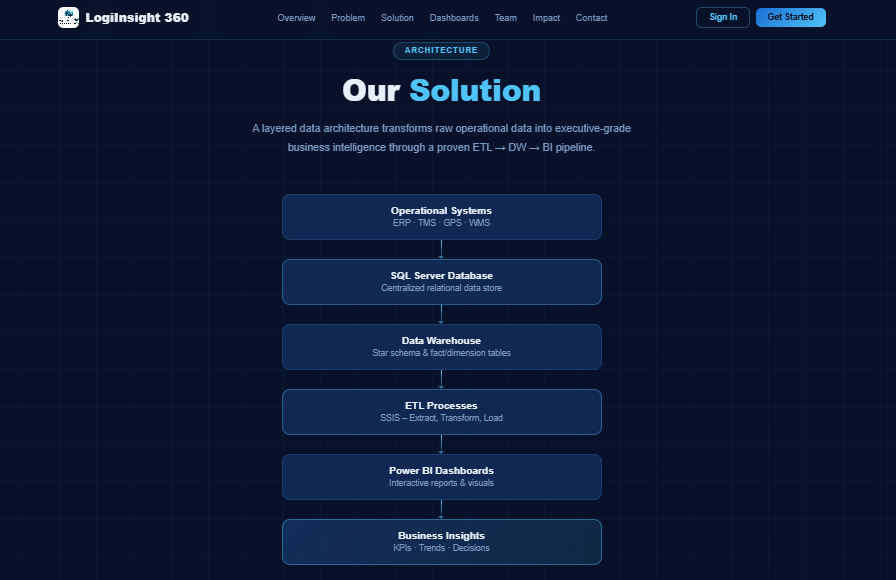 LogiInsight 360
Overview Problem Solution Dashboards Team Impact Contact
Sign In Get Started
ARCHITECTURE
Our Solution
A layered data architecture transforms raw operational data into executive-grade
business intelligence through a proven ETL → DW → BI pipeline.
Operational Systems
ERP · TMS · GPS · WMS
SQL Server Database
Centralized relational data store
Data Warehouse
Star schema & fact/dimension tables
ETL Processes
SSIS – Extract, Transform, Load
Power BI Dashboards
Interactive reports & visuals
Business Insights
KPIs · Trends · Decisions